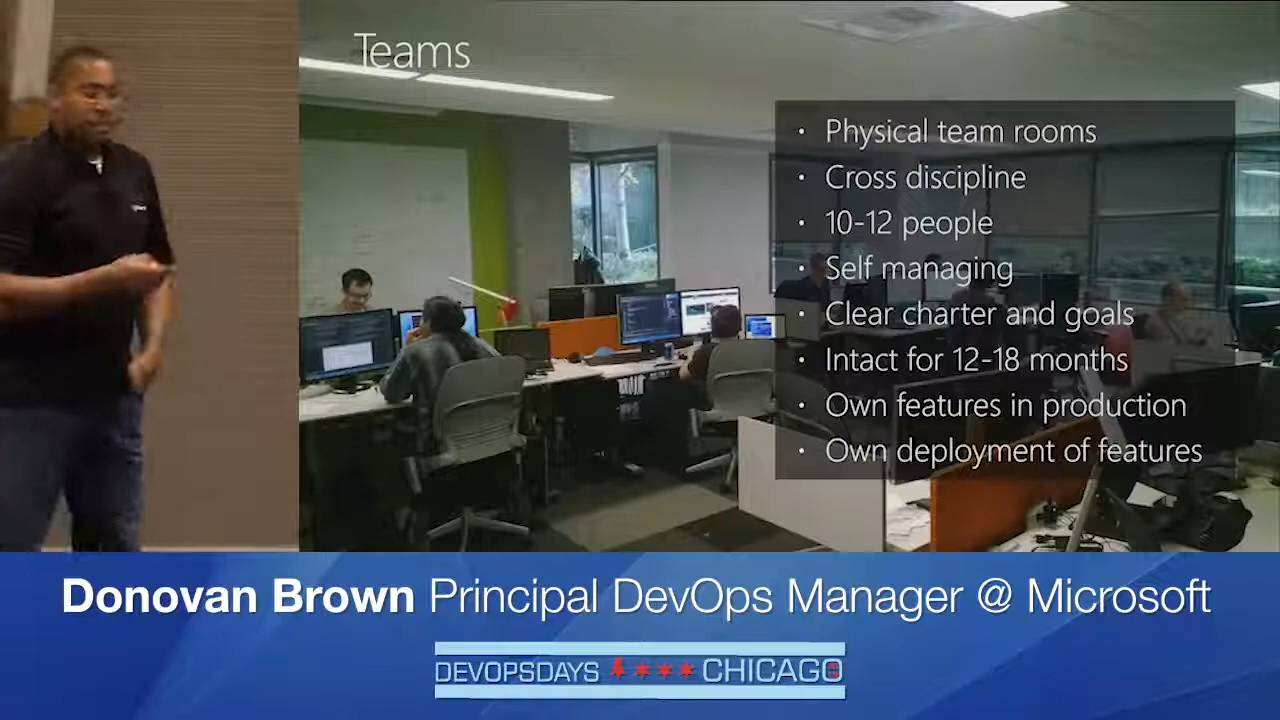 Teams
• Physical team rooms
• Cross discipline
• 10-12 people
• Self managing
• Clear charter and goals
• Intact for 12-18 months
• Own features in production
• Own deployment of features
Donovan Brown Principal DevOps Manager @ Microsoft
DEVOPSDAYS CHICAGO